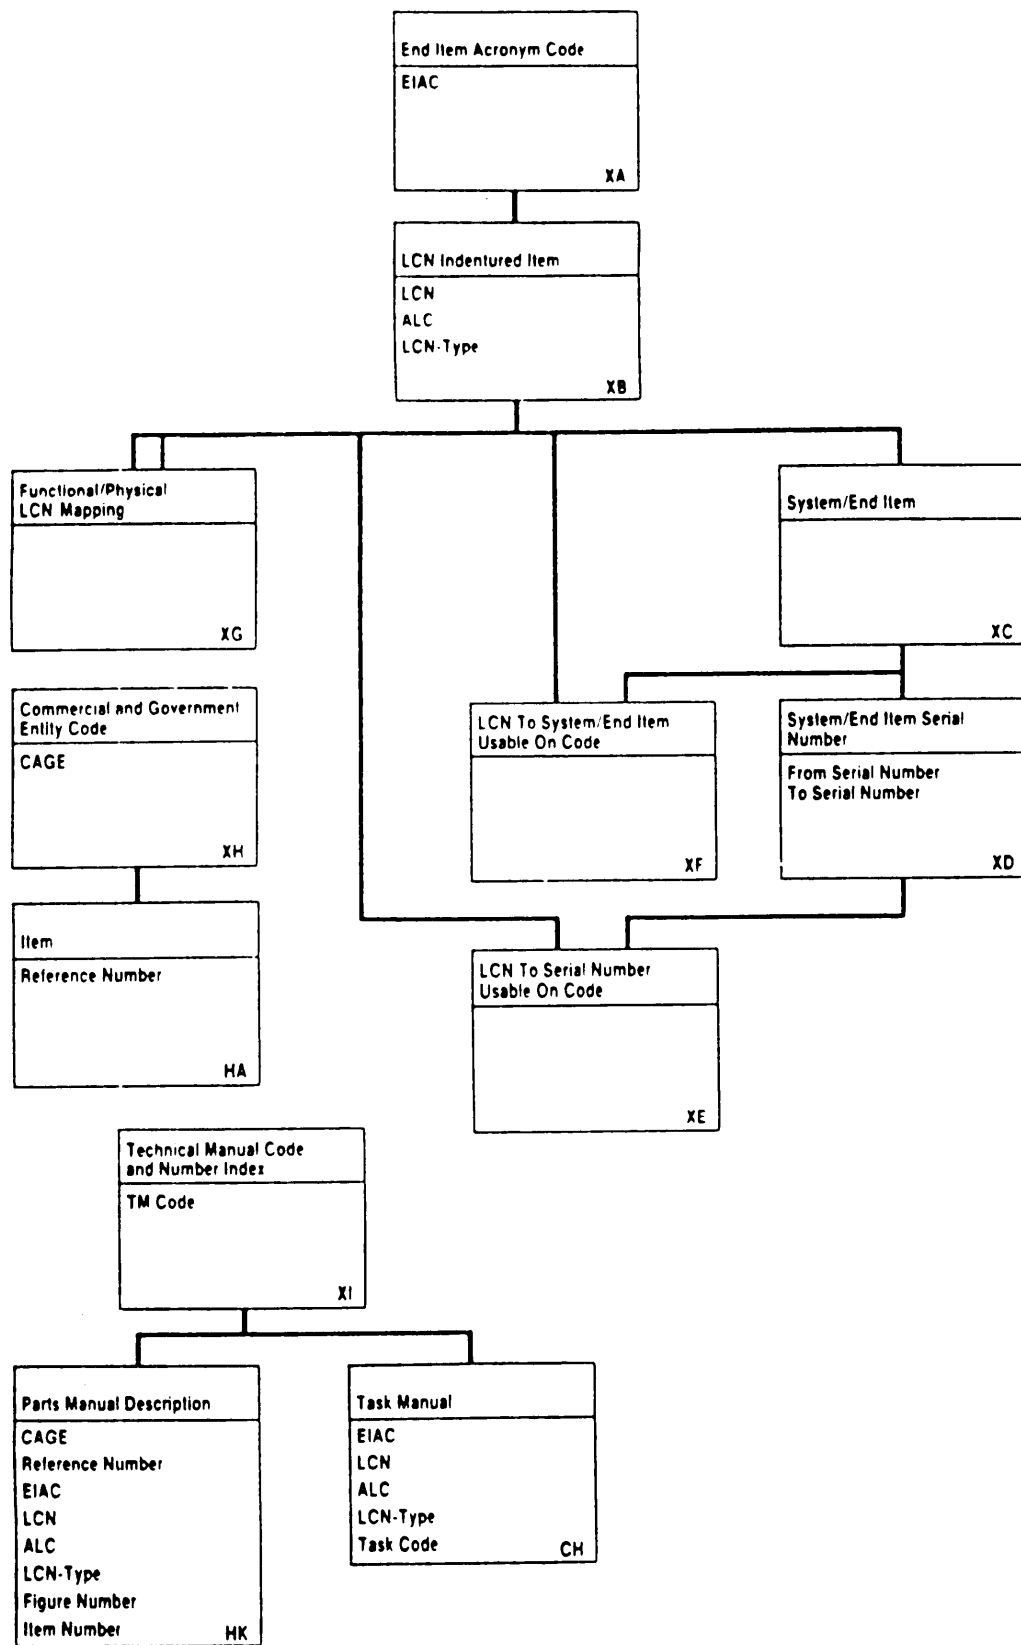 End Item Acronym Code
EIAC
XA
LCN Indentured Item
LCN
ALC
LCN-Type
XB
Functional/Physical
LCN Mapping
XG
System/End Item
XC
Commercial and Government
Entity Code
CAGE
XH
LCN To System/End Item
Usable On Code
XF
System/End Item Serial
Number
From Serial Number
To Serial Number
XD
Item
Reference Number
HA
LCN To Serial Number
Usable On Code
XE
Technical Manual Code
and Number Index
TM Code
XI
Parts Manual Description
CAGE
Reference Number
EIAC
LCN
ALC
LCN-Type
Figure Number
Item Number
HK
Task Manual
EIAC
LCN
ALC
LCN-Type
Task Code
CH